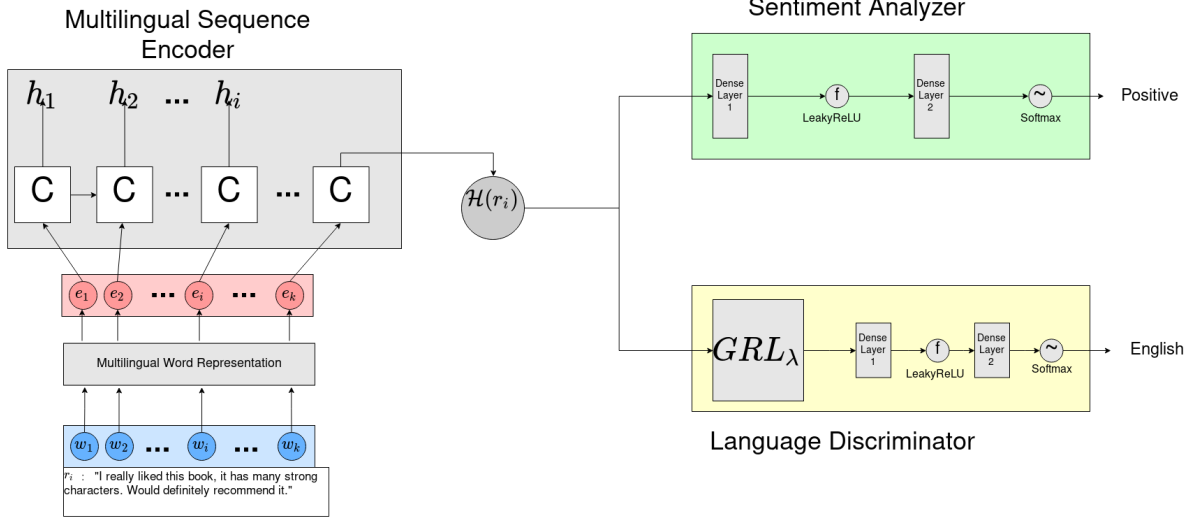 Multilingual Sequence
Encoder
h₁ h₂ ... hᵢ
C C ... C ... C
e₁ e₂ ... eᵢ ... eₖ
Multilingual Word Representation
w₁ w₂ ... wᵢ ... wₖ
rᵢ : "I really liked this book, it has many strong
characters. Would definitely recommend it."
ℋ(rᵢ)
Sentiment Analyzer
Dense
Layer
1
f
LeakyReLU
Dense
Layer
2
~
Softmax
Positive
GRL_λ
Dense
Layer
1
f
LeakyReLU
Dense
Layer
2
~
Softmax
English
Language Discriminator